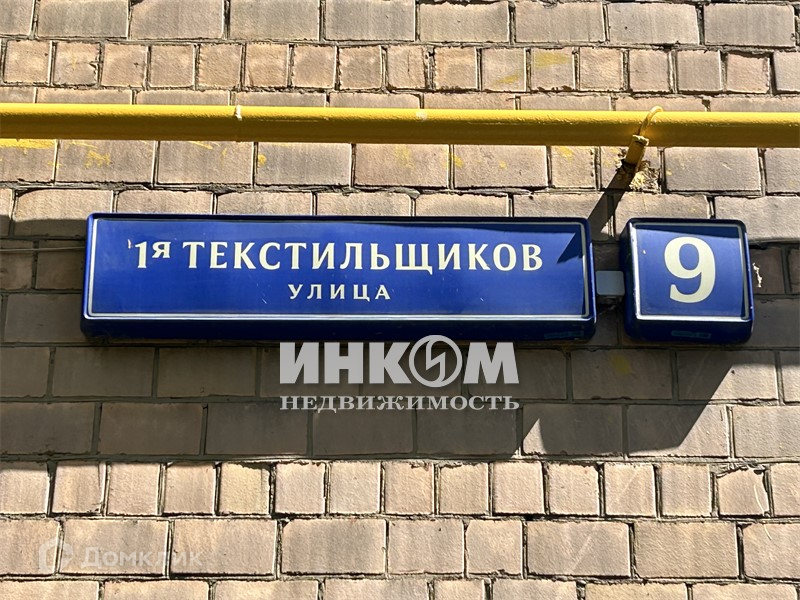 1я ТЕКСТИЛЬЩИКОВ
УЛИЦА
9
ИНКОМ
НЕДВИЖИМОСТЬ
Домклик